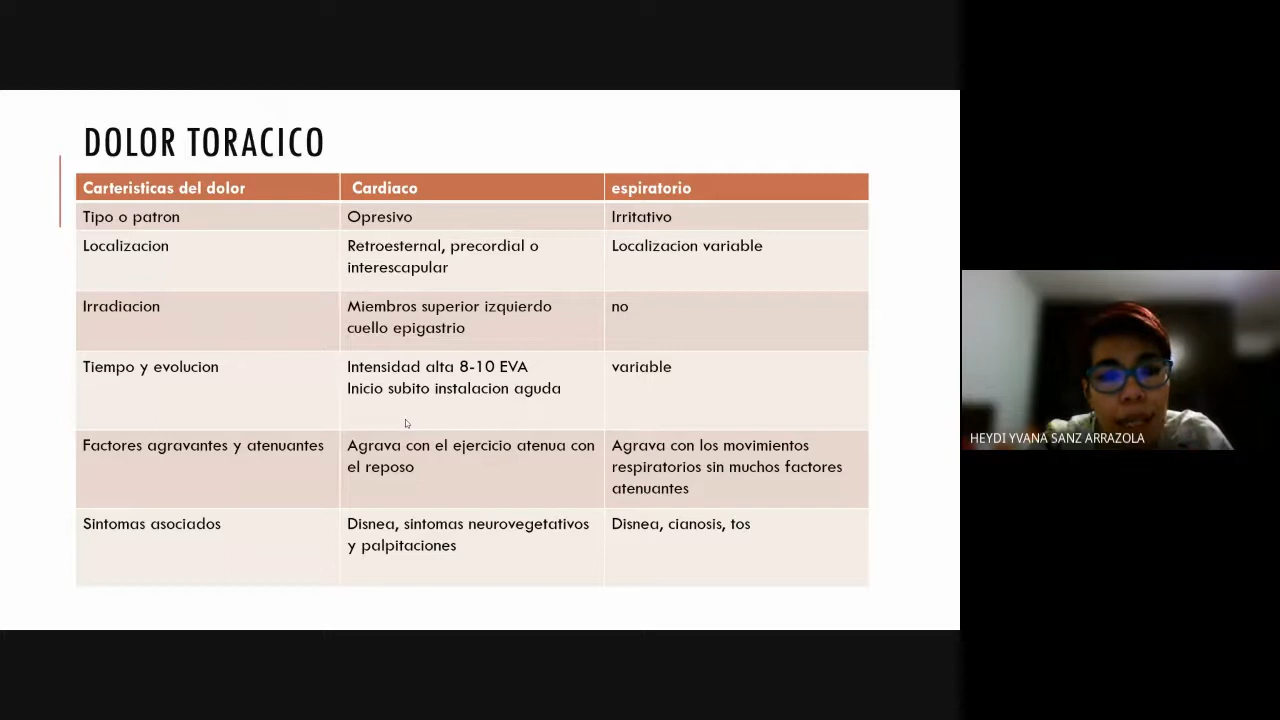 DOLOR TORACICO
Carteristicas del dolor
Cardiaco
espiratorio
Tipo o patron
Opresivo
Irritativo
Localizacion
Retroesternal, precordial o
interescapular
Localizacion variable
Irradiacion
Miembros superior izquierdo
cuello epigastrio
no
Tiempo y evolucion
Intensidad alta 8-10 EVA
Inicio subito instalacion aguda
variable
Factores agravantes y atenuantes
Agrava con el ejercicio atenua con
el reposo
Agrava con los movimientos
respiratorios sin muchos factores
atenuantes
Sintomas asociados
Disnea, sintomas neurovegetativos
y palpitaciones
Disnea, cianosis, tos
HEYDI YVANA SANZ ARRAZOLA